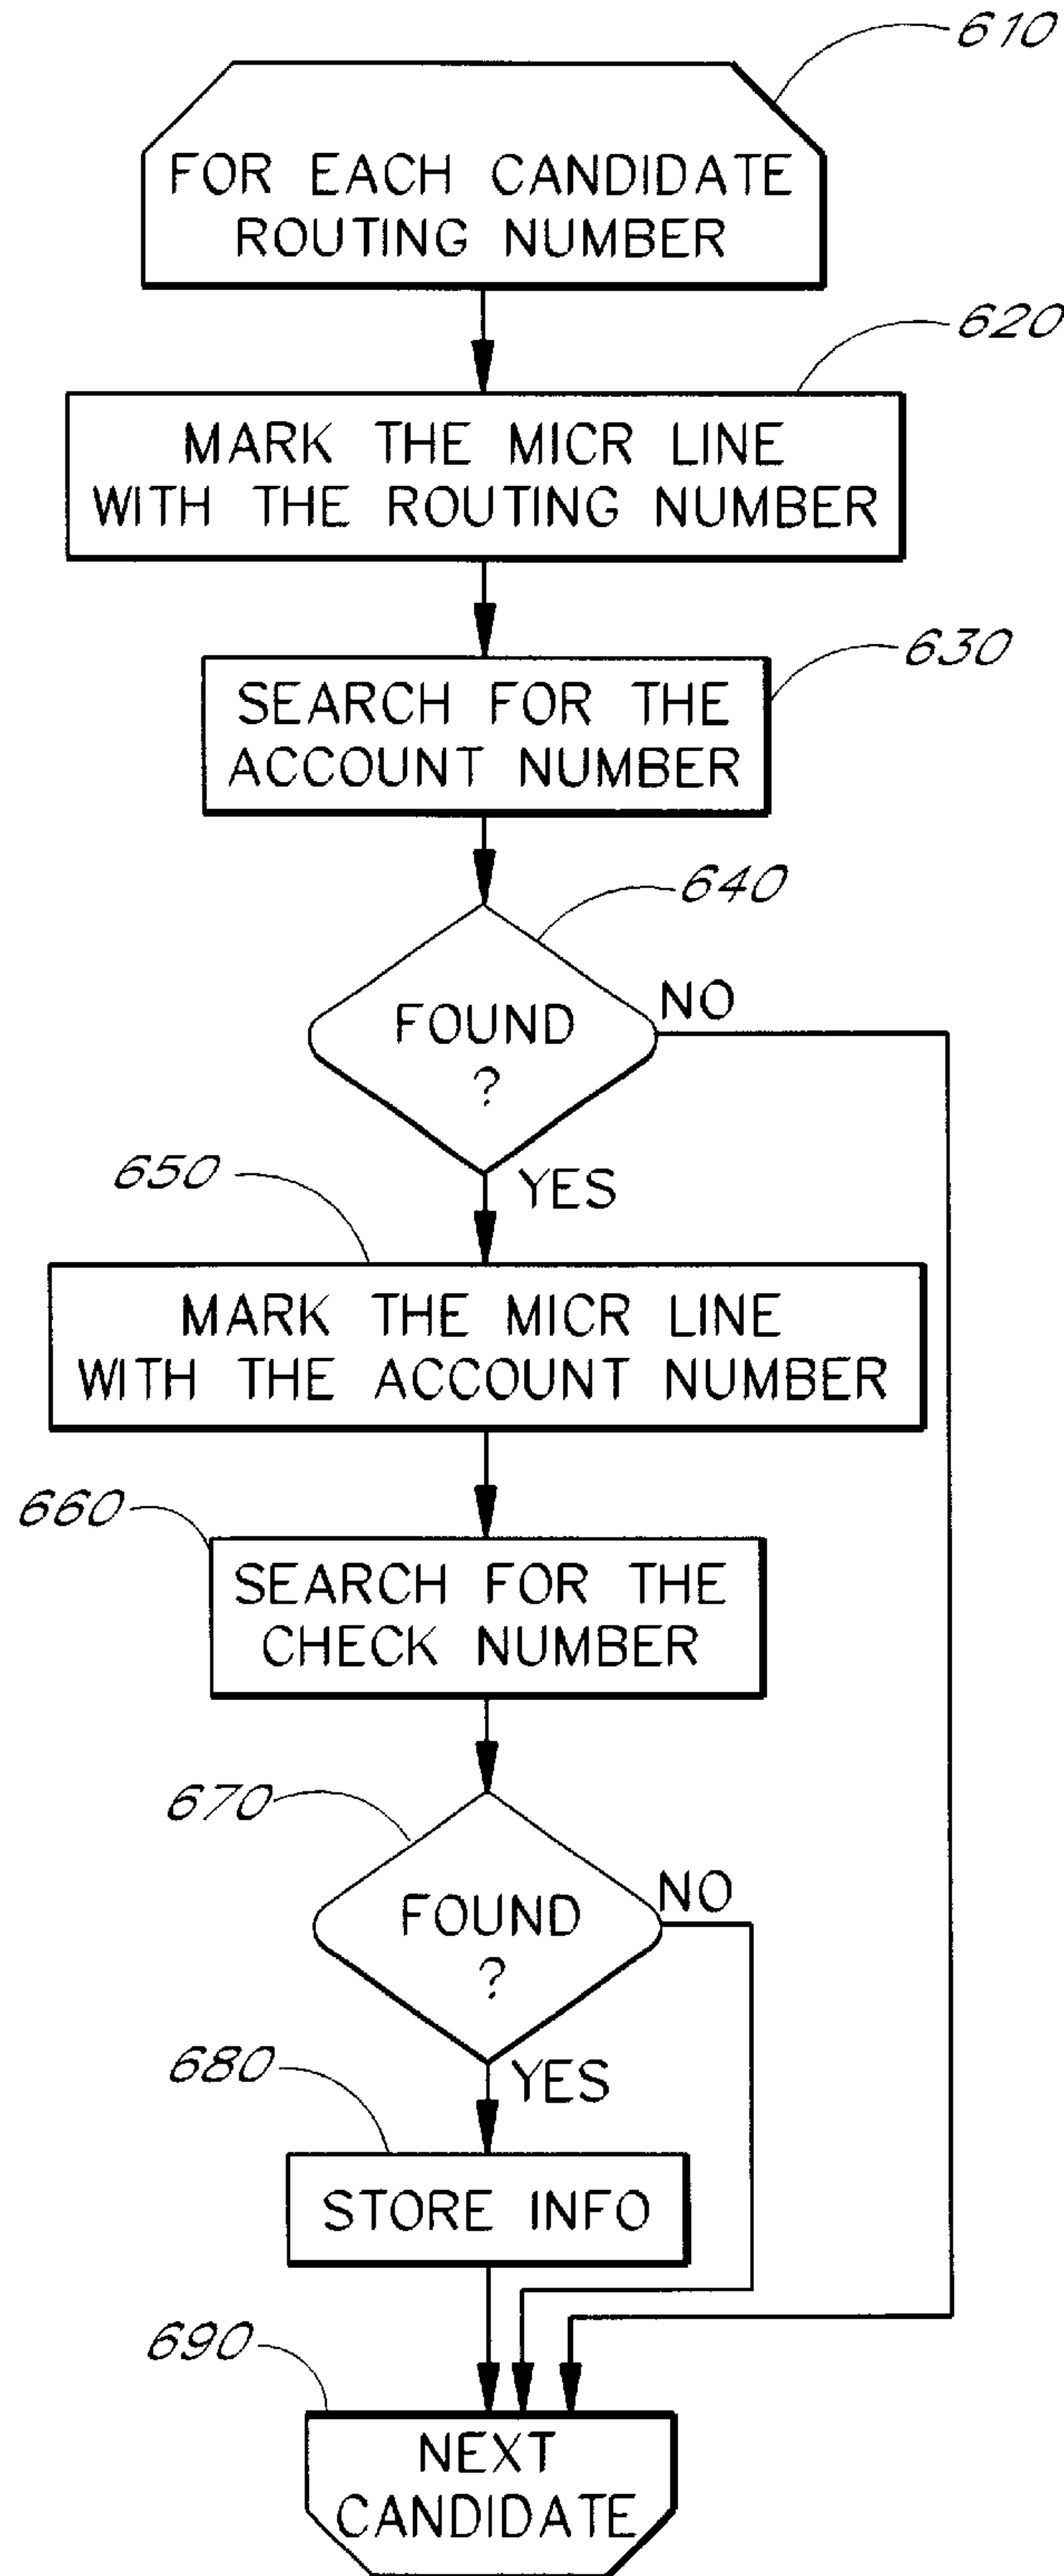 610
FOR EACH CANDIDATE
ROUTING NUMBER
620
MARK THE MICR LINE
WITH THE ROUTING NUMBER
630
SEARCH FOR THE
ACCOUNT NUMBER
640
FOUND
?
NO
YES
650
MARK THE MICR LINE
WITH THE ACCOUNT NUMBER
660
SEARCH FOR THE
CHECK NUMBER
670
FOUND
?
NO
YES
680
STORE INFO
690
NEXT
CANDIDATE